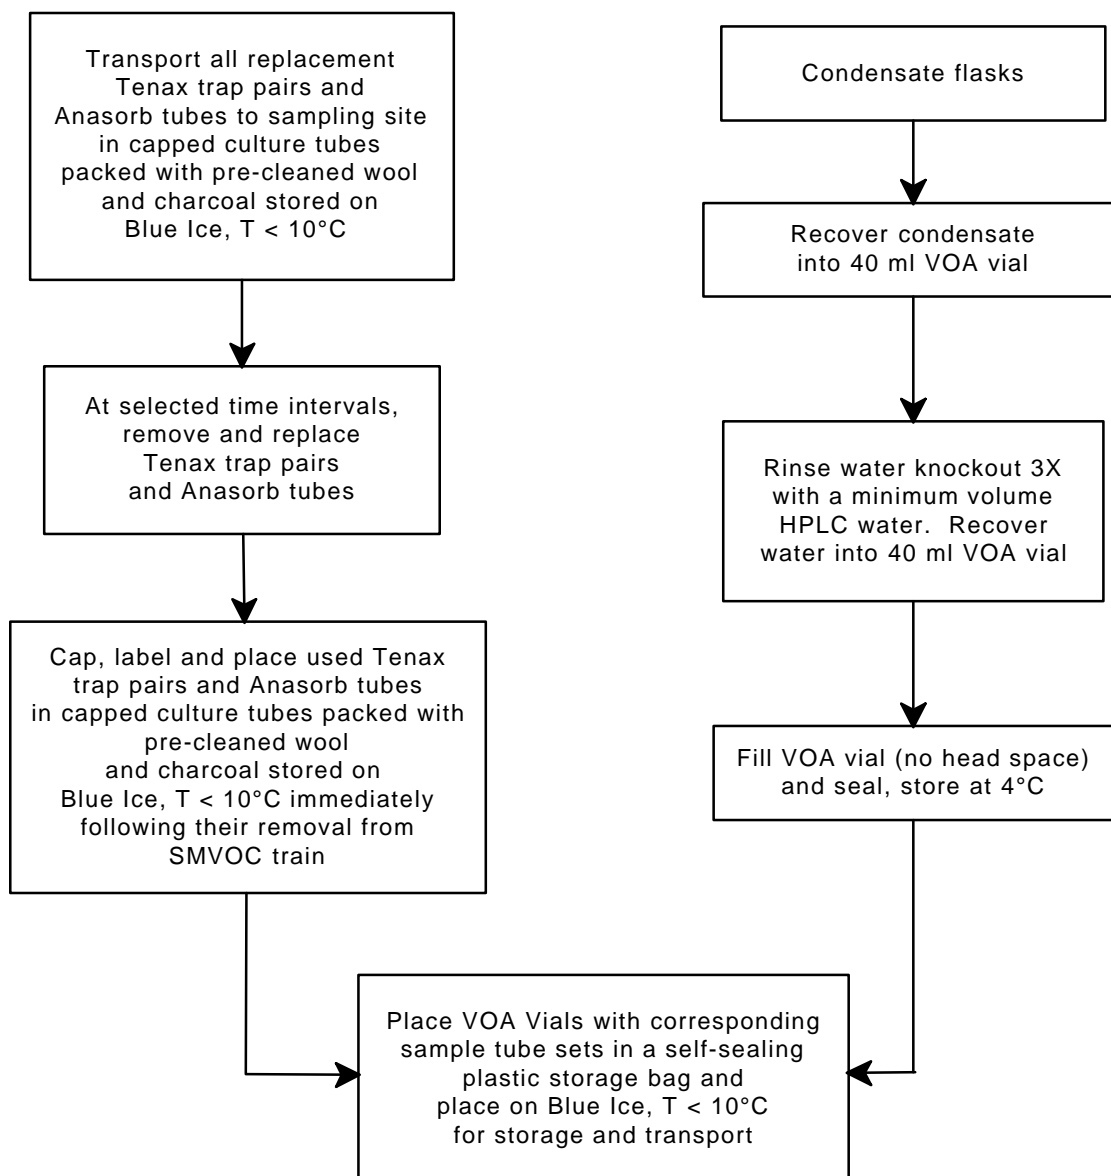 Transport all replacement
Tenax trap pairs and
Anasorb tubes to sampling site
in capped culture tubes
packed with pre-cleaned wool
and charcoal stored on
Blue Ice, T < 10°C
At selected time intervals,
remove and replace
Tenax trap pairs
and Anasorb tubes
Cap, label and place used Tenax
trap pairs and Anasorb tubes
in capped culture tubes packed with
pre-cleaned wool
and charcoal stored on
Blue Ice, T < 10°C immediately
following their removal from
SMVOC train
Condensate flasks
Recover condensate
into 40 ml VOA vial
Rinse water knockout 3X
with a minimum volume
HPLC water.  Recover
water into 40 ml VOA vial
Fill VOA vial (no head space)
and seal, store at 4°C
Place VOA Vials with corresponding
sample tube sets in a self-sealing
plastic storage bag and
place on Blue Ice, T < 10°C
for storage and transport